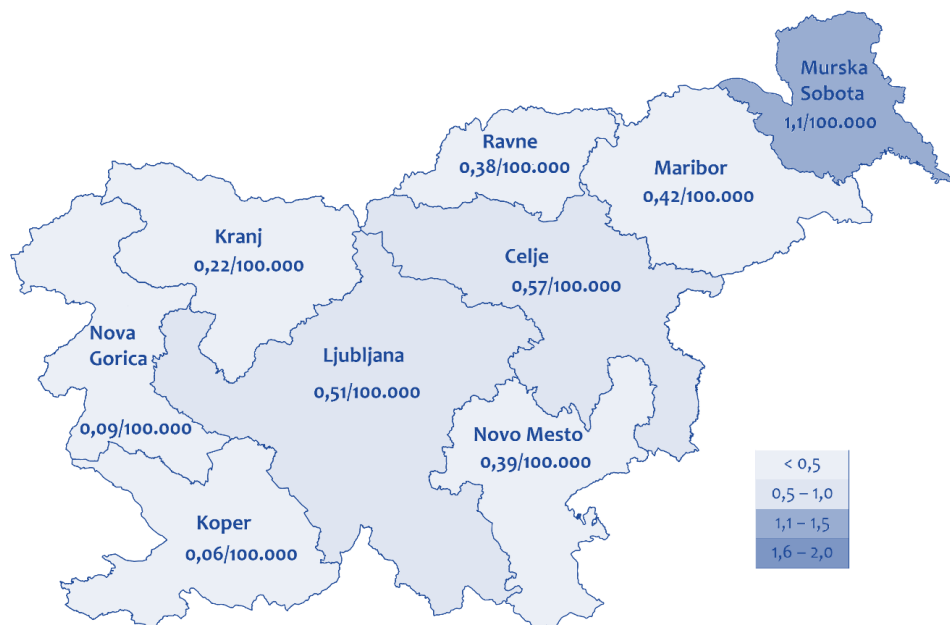 Murska
Sobota
1,1/100.000
Ravne
0,38/100.000
Maribor
0,42/100.000
Kranj
0,22/100.000
Celje
0,57/100.000
Nova
Gorica
0,09/100.000
Ljubljana
0,51/100.000
Novo Mesto
0,39/100.000
Koper
0,06/100.000
< 0,5
0,5 – 1,0
1,1 – 1,5
1,6 – 2,0